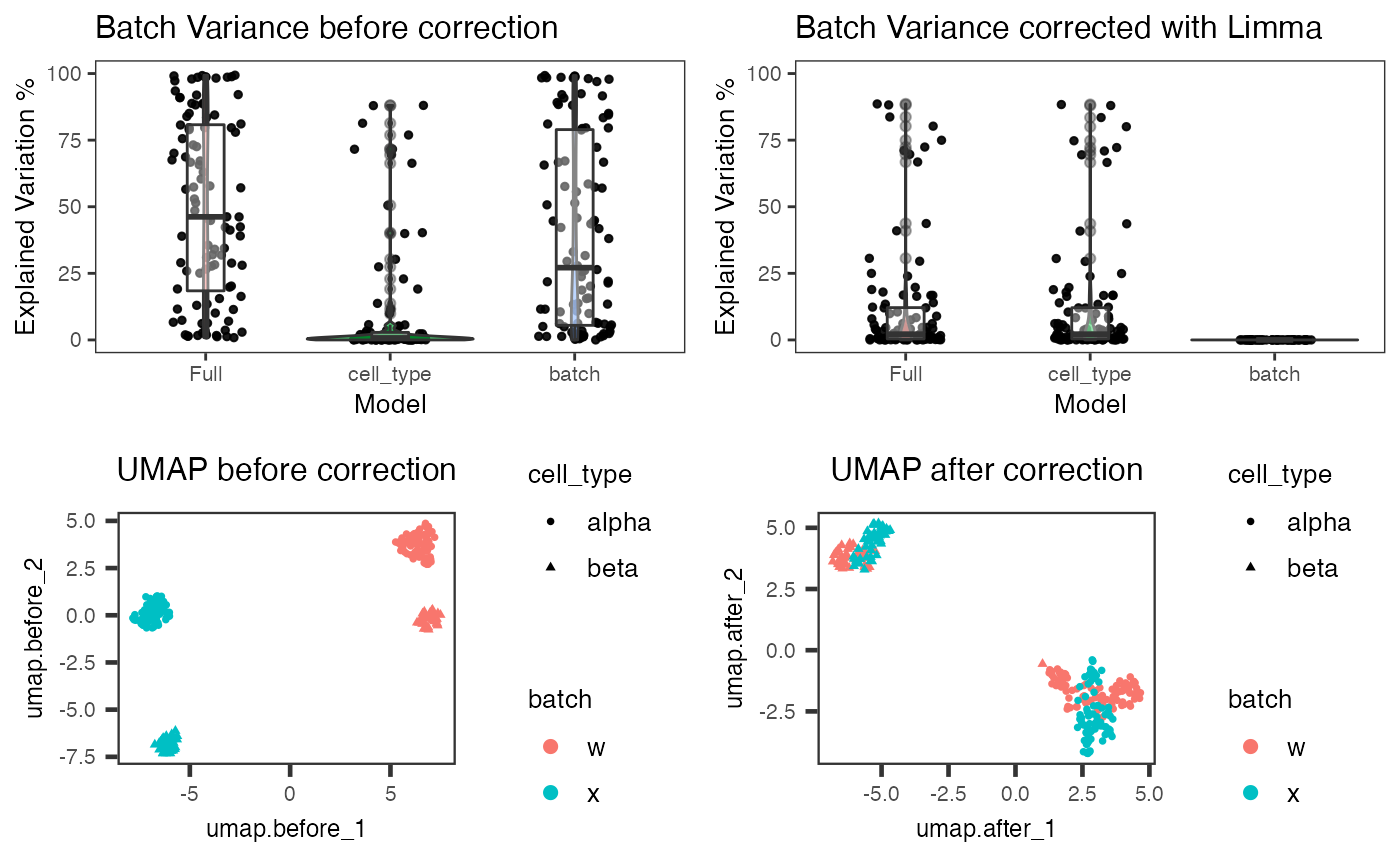 Batch Variance before correction
Explained Variation %
100
75
50
25
0
Full cell_type batch
Model
Batch Variance corrected with Limma
Explained Variation %
100
75
50
25
0
Full cell_type batch
Model
UMAP before correction
umap.before_2
5.0
2.5
0.0
-2.5
-5.0
-7.5
-5 0 5
umap.before_1
cell_type
alpha
beta
batch
w
x
UMAP after correction
umap.after_2
5.0
2.5
0.0
-2.5
-5.0 -2.5 0.0 2.5 5.0
umap.after_1
cell_type
alpha
beta
batch
w
x